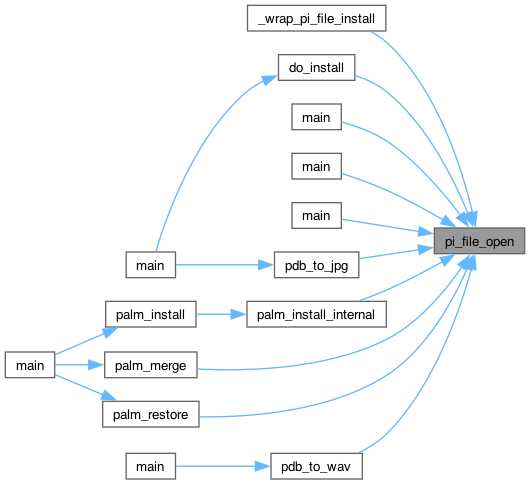 _wrap_pi_file_install
do_install
main
main
main
pi_file_open
main
pdb_to_jpg
palm_install
palm_install_internal
main
palm_merge
palm_restore
main
pdb_to_wav